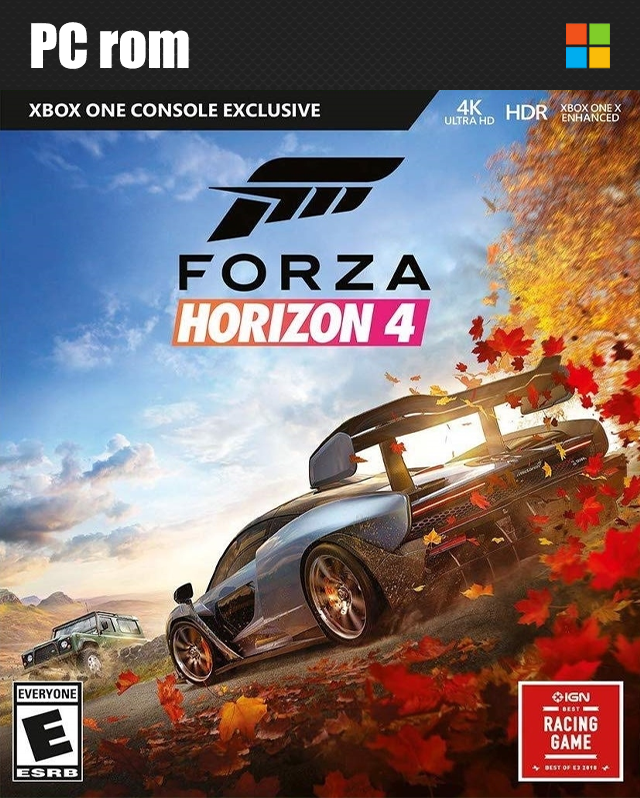 PC rom
XBOX ONE CONSOLE EXCLUSIVE
4K
ULTRA HD
HDR
XBOX ONE X
ENHANCED
FORZA
HORIZON 4
EVERYONE
E
ESRB
IGN
BEST
RACING
GAME
BEST OF E3 2018